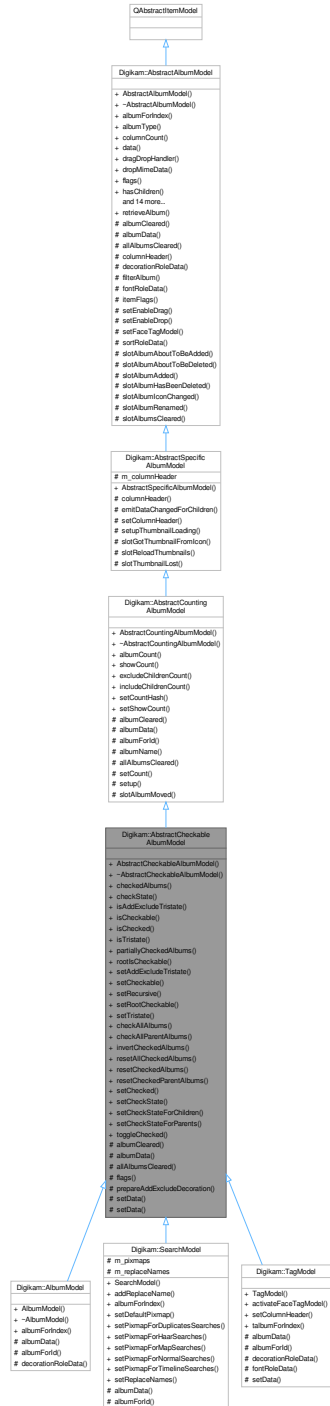 QAbstractItemModel
Digikam::AbstractAlbumModel
+ AbstractAlbumModel()
+ ~AbstractAlbumModel()
+ albumForIndex()
+ albumType()
+ columnCount()
+ data()
+ dragDropHandler()
+ dropMimeData()
+ flags()
+ hasChildren()
and 14 more...
+ retrieveAlbum()
# albumCleared()
# albumData()
# allAlbumsCleared()
# columnHeader()
# decorationRoleData()
# filterAlbum()
# fontRoleData()
# itemFlags()
# setEnableDrag()
# setEnableDrop()
# setFaceTagModel()
# sortRoleData()
# slotAlbumAboutToBeAdded()
# slotAlbumAboutToBeDeleted()
# slotAlbumAdded()
# slotAlbumHasBeenDeleted()
# slotAlbumIconChanged()
# slotAlbumRenamed()
# slotAlbumsCleared()
Digikam::AbstractSpecific
AlbumModel
# m_columnHeader
+ AbstractSpecificAlbumModel()
# columnHeader()
# emitDataChangedForChildren()
# setColumnHeader()
# setupThumbnailLoading()
# slotGotThumbnailFromIcon()
# slotReloadThumbnails()
# slotThumbnailLost()
Digikam::AbstractCounting
AlbumModel
+ AbstractCountingAlbumModel()
+ ~AbstractCountingAlbumModel()
+ albumCount()
+ showCount()
+ excludeChildrenCount()
+ includeChildrenCount()
+ setCountHash()
+ setShowCount()
# albumCleared()
# albumData()
# albumForId()
# albumName()
# allAlbumsCleared()
# setCount()
# setup()
# slotAlbumMoved()
Digikam::AbstractCheckable
AlbumModel
+ AbstractCheckableAlbumModel()
+ ~AbstractCheckableAlbumModel()
+ checkedAlbums()
+ checkState()
+ isAddExcludeTristate()
+ isCheckable()
+ isChecked()
+ isTristate()
+ partiallyCheckedAlbums()
+ rootIsCheckable()
+ setAddExcludeTristate()
+ setCheckable()
+ setRecursive()
+ setRootCheckable()
+ setTristate()
+ checkAllAlbums()
+ checkAllParentAlbums()
+ invertCheckedAlbums()
+ resetAllCheckedAlbums()
+ resetCheckedAlbums()
+ resetCheckedParentAlbums()
+ setChecked()
+ setCheckState()
+ setCheckStateForChildren()
+ setCheckStateForParents()
+ toggleChecked()
# albumCleared()
# albumData()
# allAlbumsCleared()
# flags()
# prepareAddExcludeDecoration()
# setData()
# setData()
Digikam::AlbumModel
+ AlbumModel()
+ ~AlbumModel()
+ albumForIndex()
# albumData()
# albumForId()
# decorationRoleData()
Digikam::SearchModel
# m_pixmaps
# m_replaceNames
+ SearchModel()
+ addReplaceName()
+ albumForIndex()
+ setDefaultPixmap()
+ setPixmapForDuplicatesSearches()
+ setPixmapForHaarSearches()
+ setPixmapForMapSearches()
+ setPixmapForNormalSearches()
+ setPixmapForTimelineSearches()
+ setReplaceNames()
# albumData()
# albumForId()
Digikam::TagModel
+ TagModel()
+ activateFaceTagModel()
+ setColumnHeader()
+ talbumForIndex()
# albumData()
# albumForId()
# decorationRoleData()
# fontRoleData()
# setData()